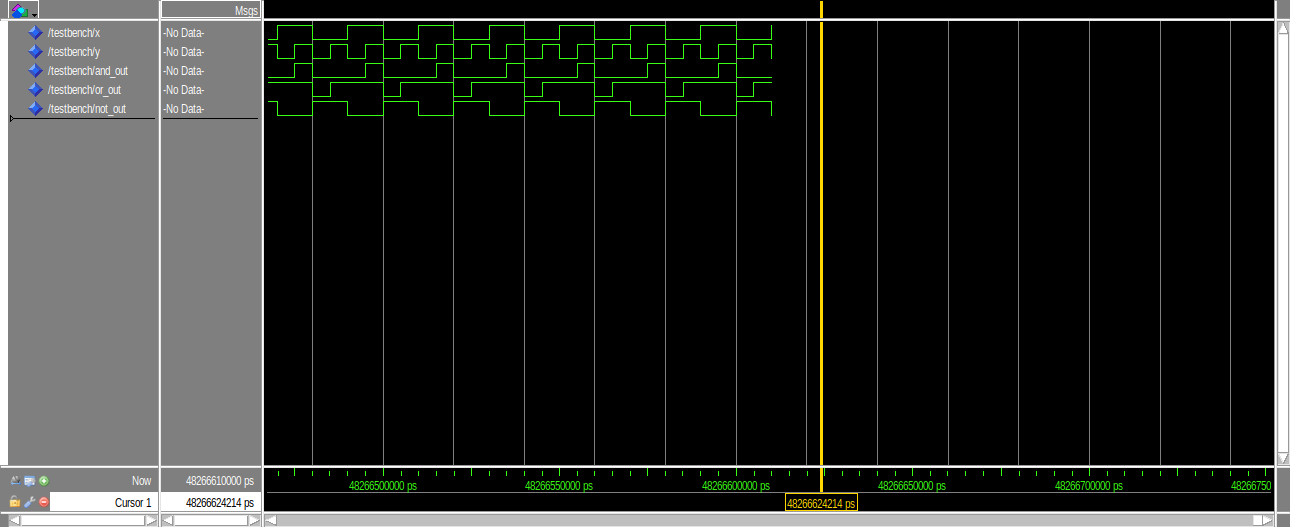 Msgs
/testbench/x -No Data-
/testbench/y -No Data-
/testbench/and_out -No Data-
/testbench/or_out -No Data-
/testbench/not_out -No Data-
Now 48266610000 ps 48266500000 ps 48266550000 ps 48266600000 ps 48266650000 ps 48266700000 ps 48266750
Cursor 1 48266624214 ps 48266624214 ps